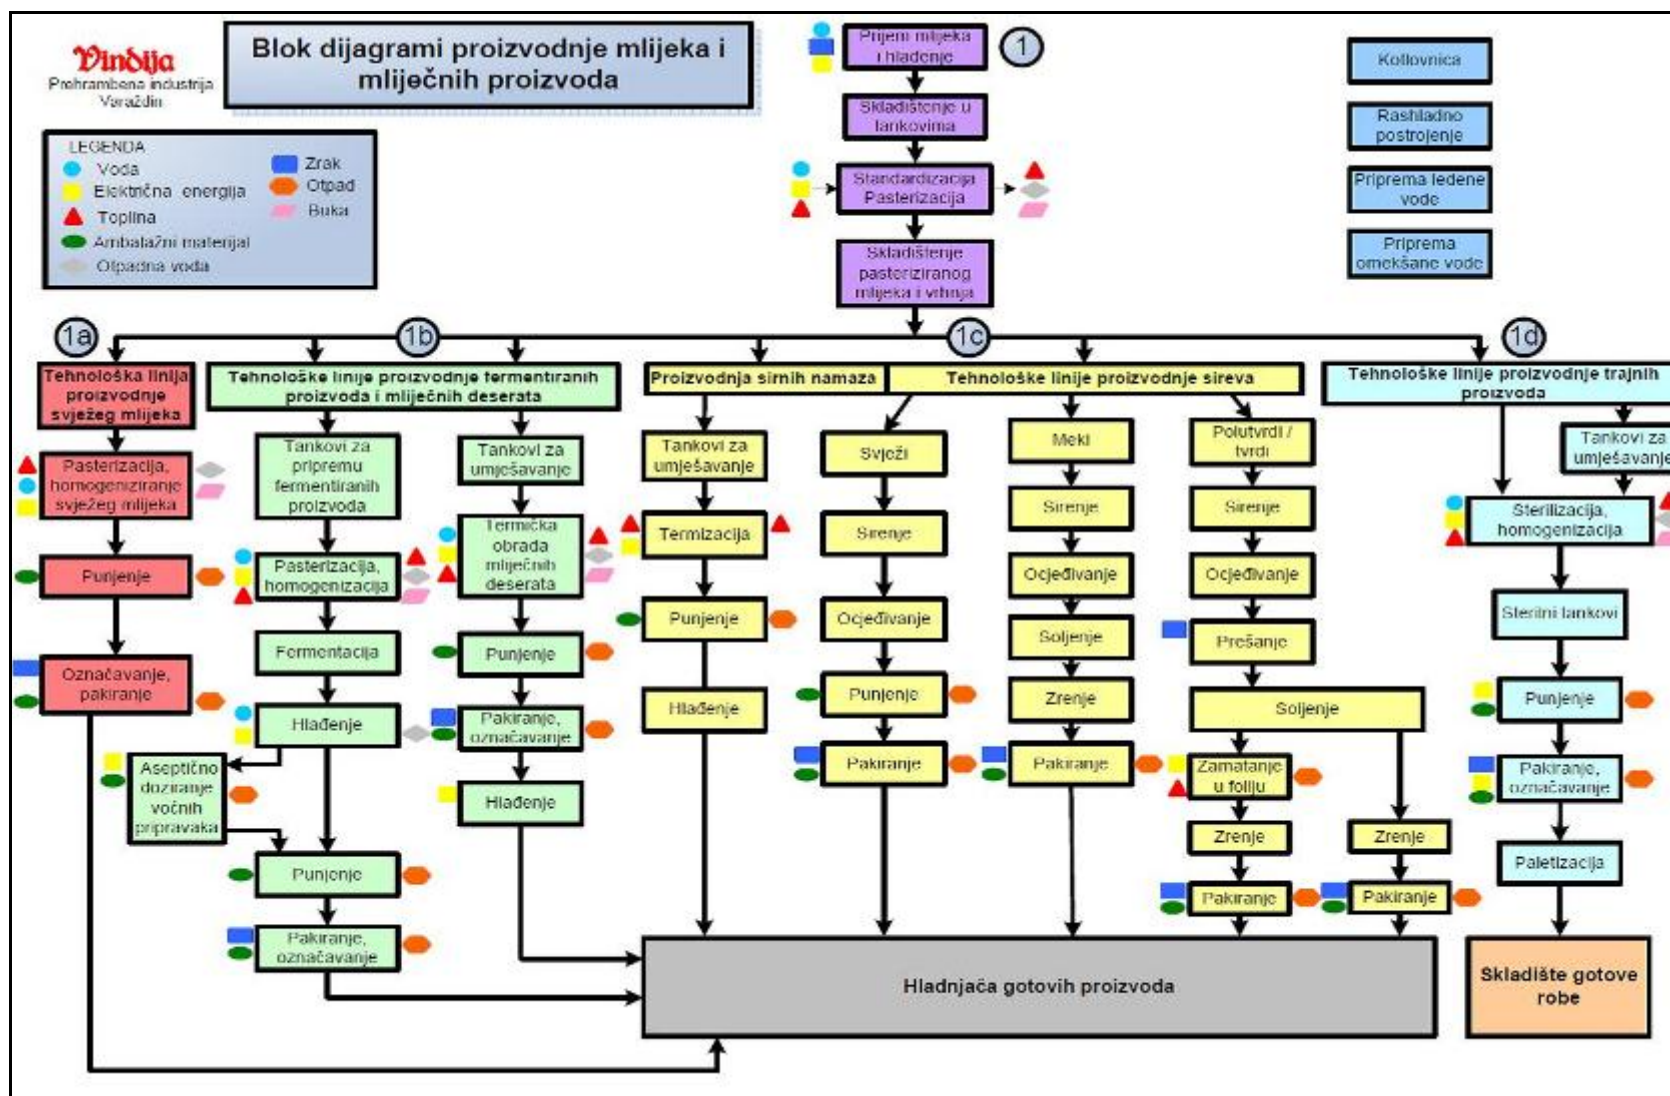 Vindija
Prehrambena industrija
Varaždin
Blok dijagrami proizvodnje mlijeka i
mliječnih proizvoda
LEGENDA
Voda
Električna energija
Toplina
Ambalažni materijal
Otpadna voda
Zrak
Otpad
Buka
Prijem mlijeka
i hlađenje
1
Skladištenje u
tankovima
Standardizacija
Pasterizacija
Skladištenje
pasteriziranog
mlijeka i vrhnja
Kotlovnica
Rashladno
postrojenje
Priprema ledene
vode
Priprema
omekšane vode
1a
1b
1c
1d
Tehnološka linija
proizvodnje
svježeg mlijeka
Pasterizacija,
homogeniziranje
svježeg mlijeka
Punjenje
Označavanje,
pakiranje
Tehnološke linije proizvodnje fermentiranih
proizvoda i mliječnih deserata
Tankovi za
pripremu
fermentiranih
proizvoda
Pasterizacija,
homogenizacija
Fermentacija
Hlađenje
Aseptično
doziranje
voćnih
pripravaka
Punjenje
Pakiranje,
označavanje
Tankovi za
umješavanje
Termička
obrada
mliječnih
deserata
Punjenje
Pakiranje,
označavanje
Hlađenje
Proizvodnja sirnih namaza
Tankovi za
umješavanje
Termizacija
Punjenje
Hlađenje
Tehnološke linije proizvodnje sireva
Svježi
Sirenje
Ocjeđivanje
Punjenje
Pakiranje
Meki
Sirenje
Ocjeđivanje
Soljenje
Zrenje
Pakiranje
Polutvrdi /
tvrdi
Sirenje
Ocjeđivanje
Prešanje
Soljenje
Zamatanje
u foliju
Zrenje
Pakiranje
Zrenje
Pakiranje
Tehnološke linije proizvodnje trajnih
proizvoda
Tankovi za
umješavanje
Sterilizacija,
homogenizacija
Sterilni tankovi
Punjenje
Pakiranje,
označavanje
Paletizacija
Hladnjača gotovih proizvoda
Skladište gotove
robe